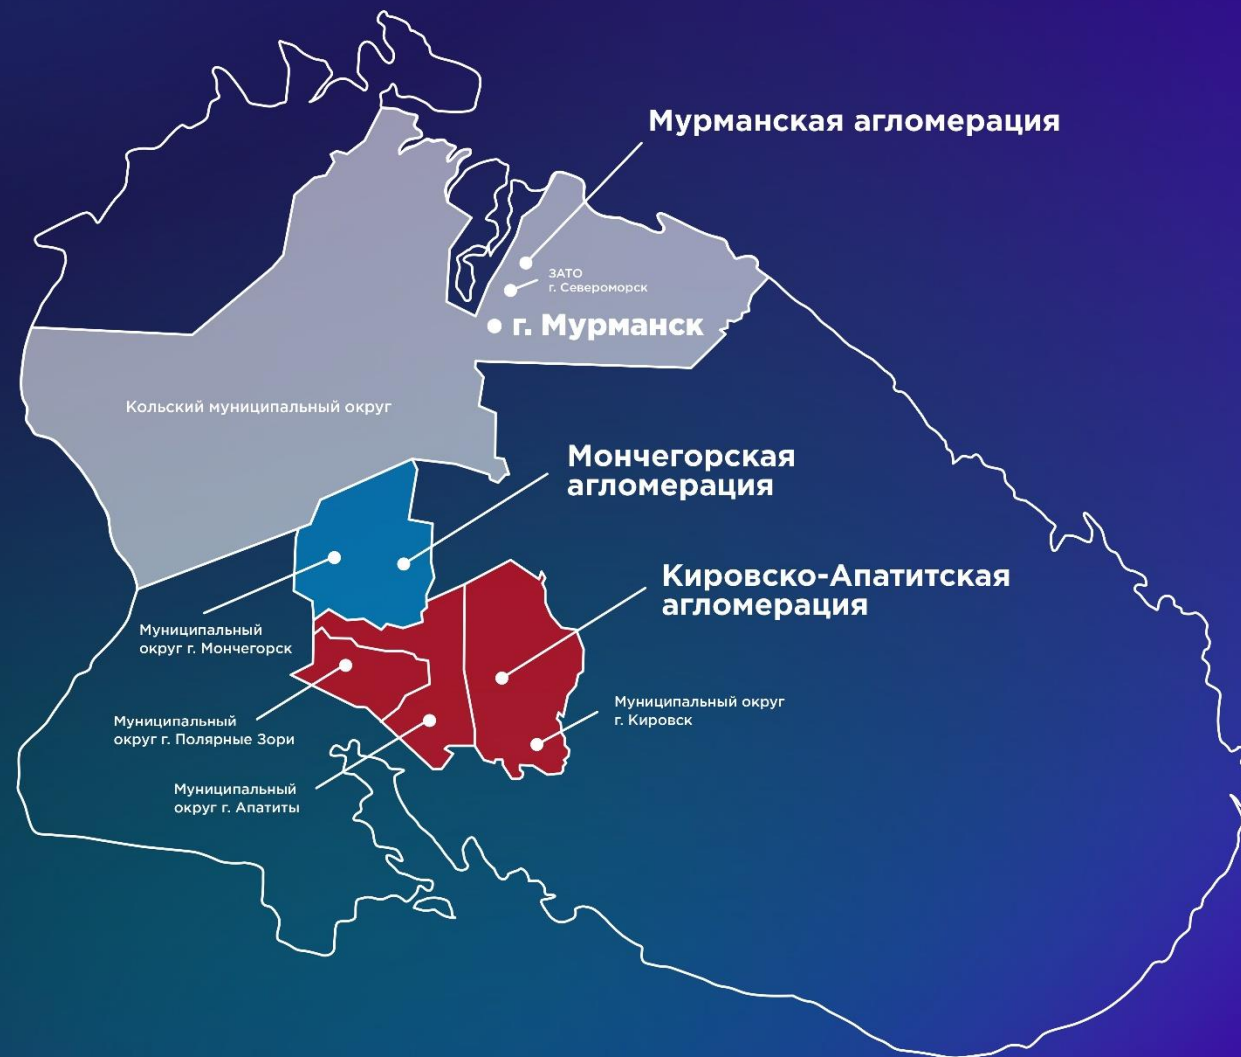 Мурманская агломерация
ЗАТО
г. Североморск
г. Мурманск
Кольский муниципальный округ
Мончегорская
агломерация
Кировско-Апатитская
агломерация
Муниципальный
округ г. Мончегорск
Муниципальный округ
г. Кировск
Муниципальный
округ г. Полярные Зори
Муниципальный
округ г. Апатиты